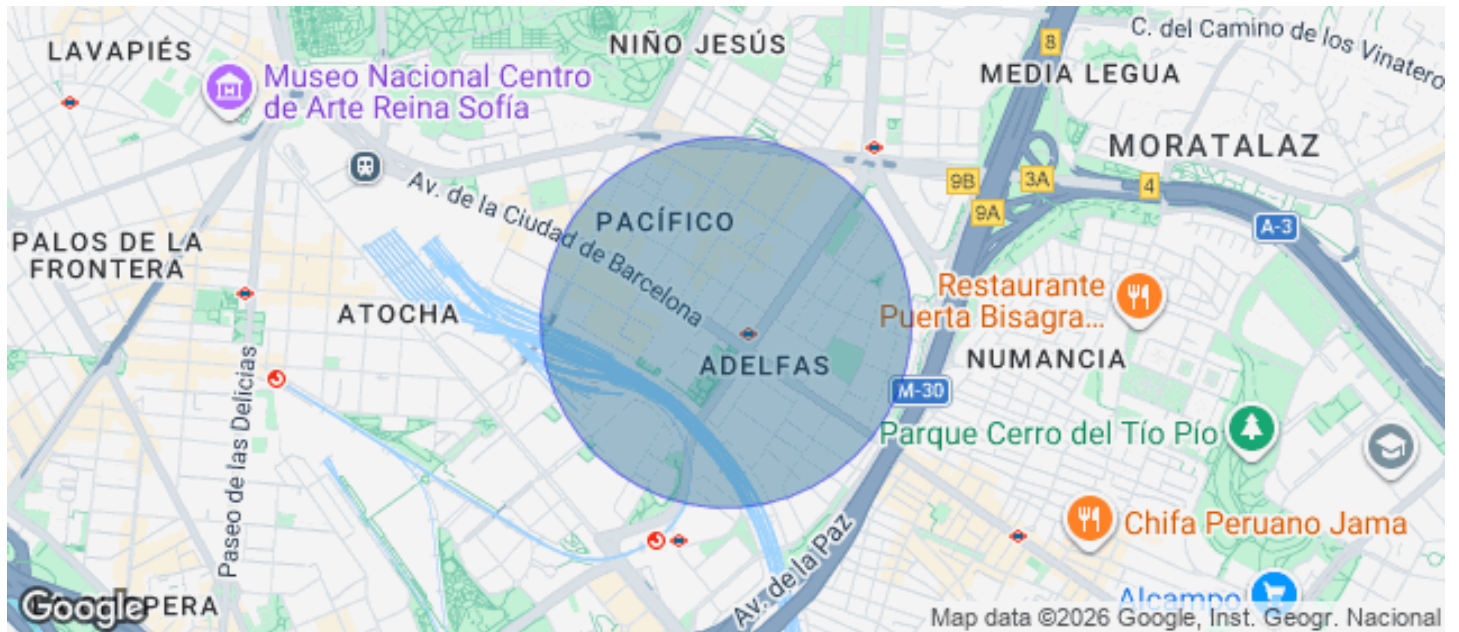 LAVAPIÉS
Museo Nacional Centro
de Arte Reina Sofía
NIÑO JESÚS
8
C. del Camino de los Vinatero
MEDIA LEGUA
MORATALAZ
9B
3A
4
9A
A-3
Av. de la Ciudad de Barcelona
PACÍFICO
PALOS DE LA
FRONTERA
ATOCHA
Restaurante
Puerta Bisagra...
ADELFAS
NUMANCIA
M-30
Paseo de las Delicias
Parque Cerro del Tío Pío
Chifa Peruano Jama
Av. de la Paz
Alcampo
Google
PERA
Map data ©2026 Google, Inst. Geogr. Nacional